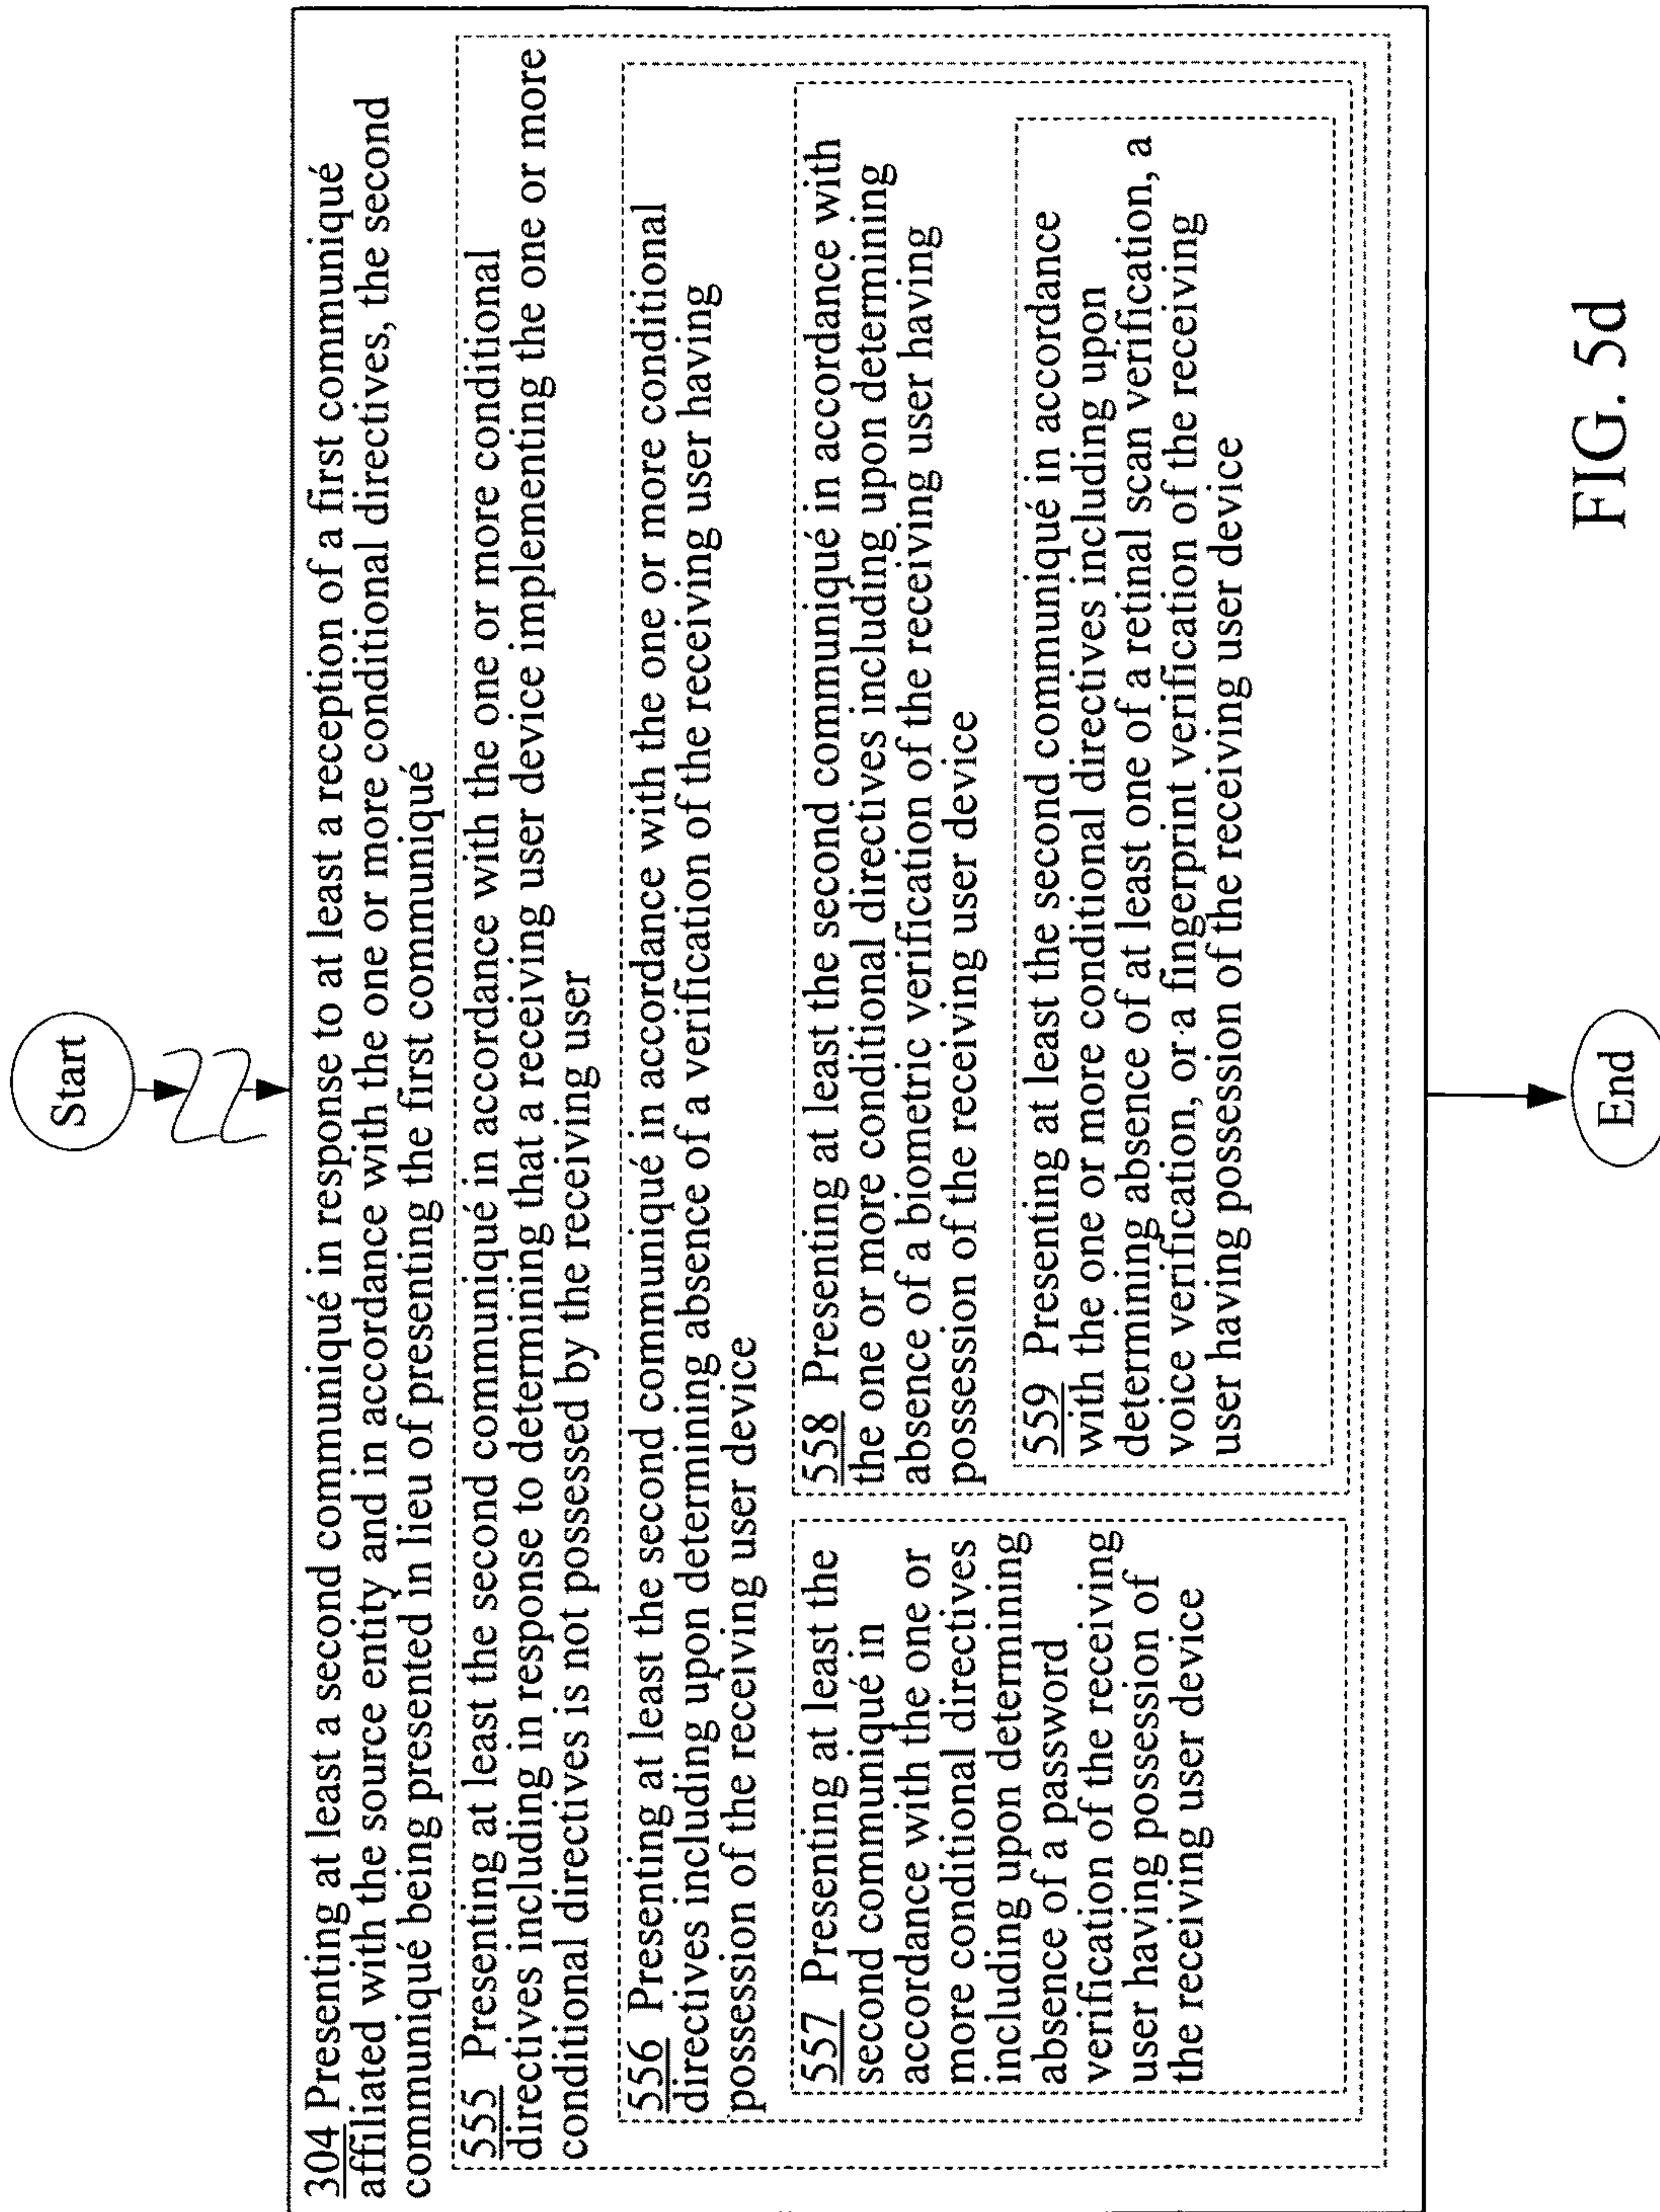 Start
304 Presenting at least a second communiqué in response to at least a reception of a first communiqué
affiliated with the source entity and in accordance with the one or more conditional directives, the second
communiqué being presented in lieu of presenting the first communiqué
555 Presenting at least the second communiqué in accordance with the one or more conditional
directives including in response to determining that a receiving user device implementing the one or more
conditional directives is not possessed by the receiving user
556 Presenting at least the second communiqué in accordance with the one or more conditional
directives including upon determining absence of a verification of the receiving user having
possession of the receiving user device
557 Presenting at least the
second communiqué in
accordance with the one or
more conditional directives
including upon determining
absence of a password
verification of the receiving
user having possession of
the receiving user device
558 Presenting at least the second communiqué in accordance with
the one or more conditional directives including upon determining
absence of a biometric verification of the receiving user having
possession of the receiving user device
559 Presenting at least the second communiqué in accordance
with the one or more conditional directives including upon
determining absence of at least one of a retinal scan verification, a
voice verification, or a fingerprint verification of the receiving
user having possession of the receiving user device
End
FIG. 5d